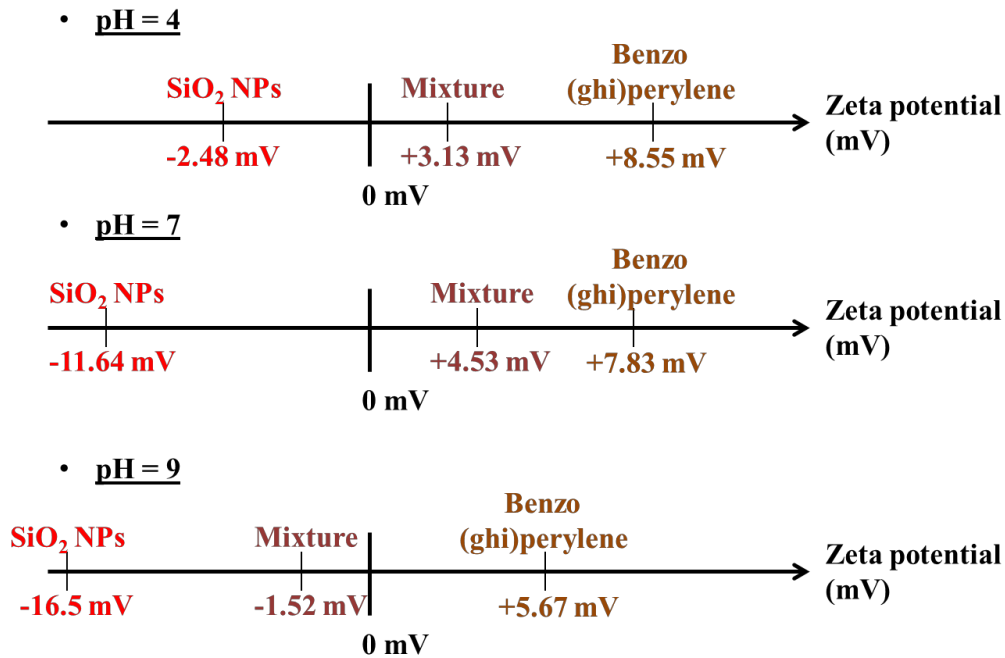 • pH = 4
Benzo
SiO₂ NPs Mixture (ghi)perylene
Zeta potential
(mV)
-2.48 mV +3.13 mV +8.55 mV
0 mV
• pH = 7
Benzo
SiO₂ NPs Mixture (ghi)perylene
Zeta potential
(mV)
-11.64 mV +4.53 mV +7.83 mV
0 mV
• pH = 9
Benzo
SiO₂ NPs Mixture (ghi)perylene
Zeta potential
(mV)
-16.5 mV -1.52 mV +5.67 mV
0 mV